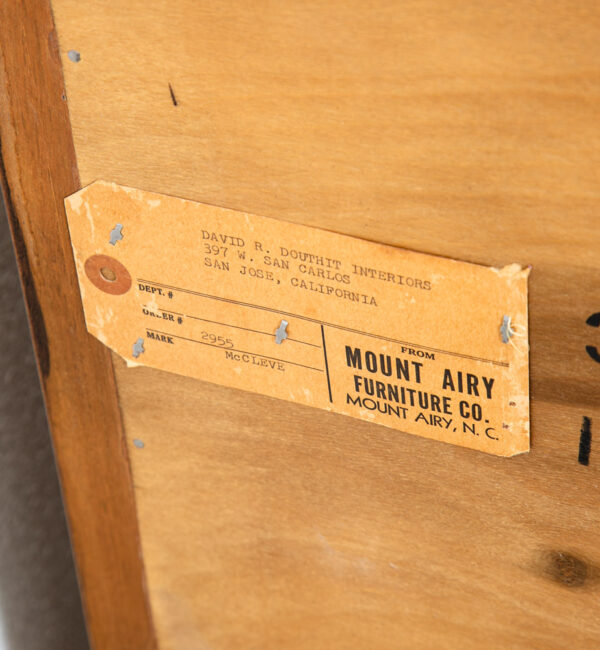 DAVID R. DOUTHIT INTERIORS
397 W. SAN CARLOS
SAN JOSE, CALIFORNIA
DEPT. #
ORDER # 2955
MARK McCLEVE
FROM
MOUNT AIRY
FURNITURE CO.
MOUNT AIRY, N. C.